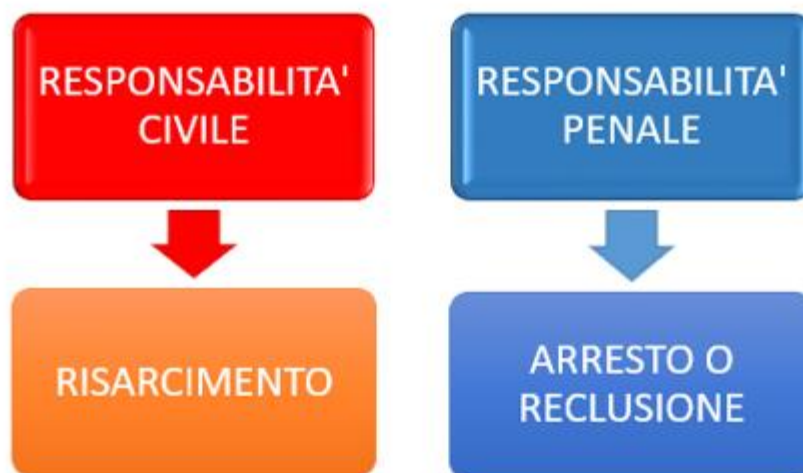 RESPONSABILITA'
CIVILE
RESPONSABILITA'
PENALE
RISARCIMENTO
ARRESTO O
RECLUSIONE